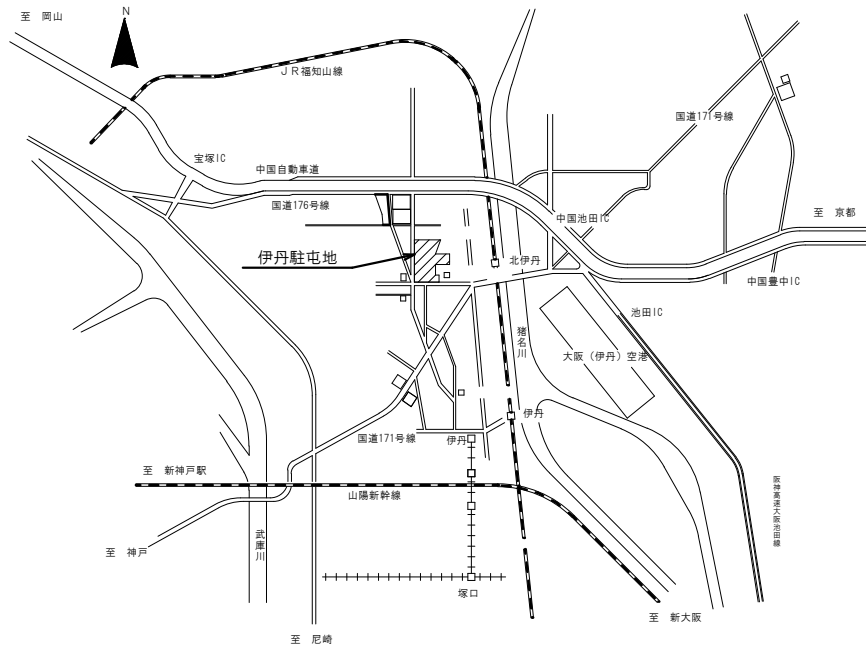 至 岡山
N
JR福知山線
国道171号線
宝塚IC
中国自動車道
国道176号線
中国池田IC
至 京都
伊丹駐屯地
北伊丹
中国豊中IC
池田IC
猪名川
大阪(伊丹)空港
伊丹
国道171号線
伊丹
至 新神戸駅
山陽新幹線
阪神高速大阪池田線
武庫川
至 神戸
塚口
至 新大阪
至 尼崎